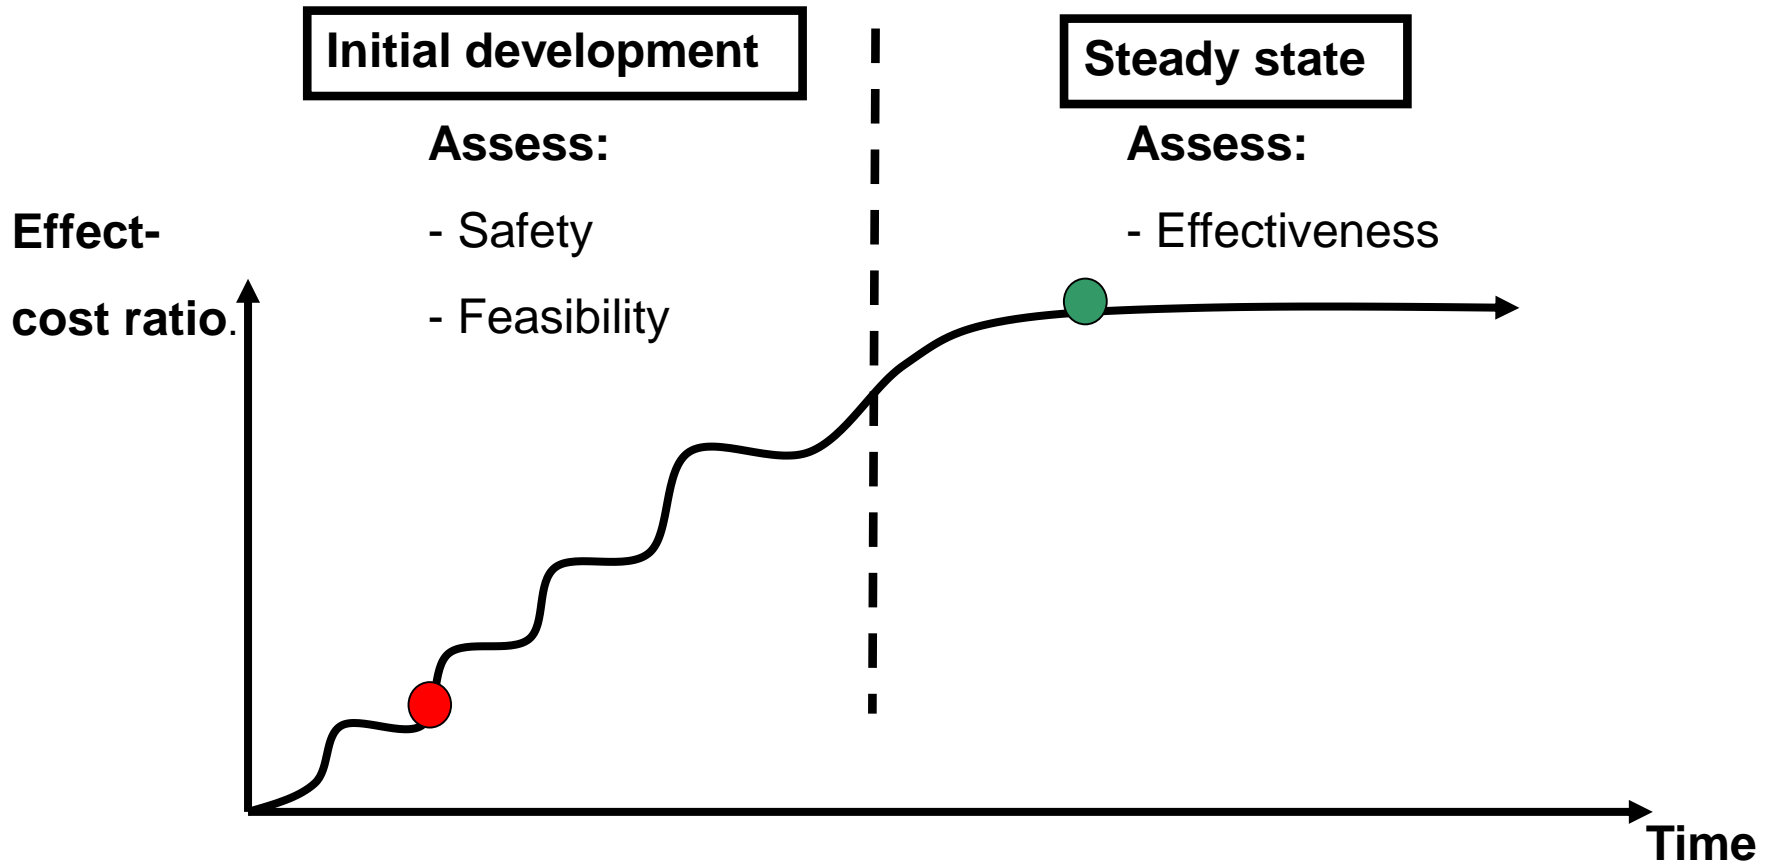 Initial development
Steady state
Assess:
- Safety
- Feasibility
Assess:
- Effectiveness
Effect-
cost ratio.
Time